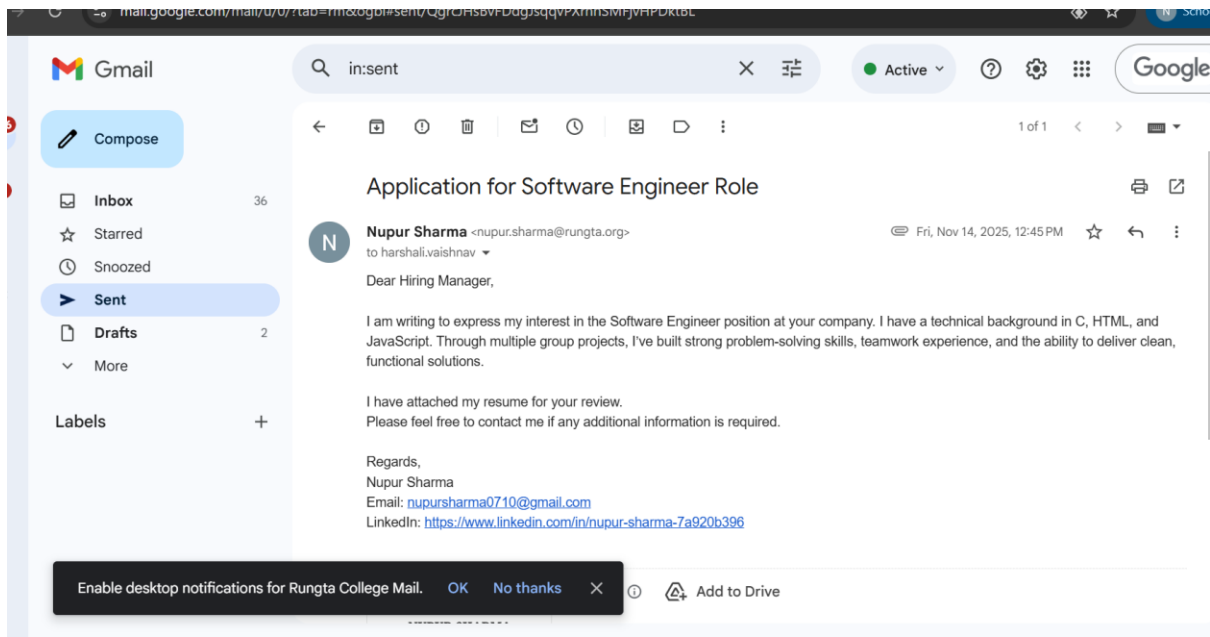 mail.google.com/mail/u/0/?tab=rm&ogbl#sent/
N Scho
Gmail
in:sent
Active
Google
Compose
1 of 1
Inbox 36
Starred
Snoozed
Sent
Drafts 2
More
Labels
Application for Software Engineer Role
N
Nupur Sharma <nupur.sharma@rungta.org>
Fri, Nov 14, 2025, 12:45 PM
to harshali.vaishnav
Dear Hiring Manager,
I am writing to express my interest in the Software Engineer position at your company. I have a technical background in C, HTML, and
JavaScript. Through multiple group projects, I've built strong problem-solving skills, teamwork experience, and the ability to deliver clean,
functional solutions.
I have attached my resume for your review.
Please feel free to contact me if any additional information is required.
Regards,
Nupur Sharma
Email: nupursharma0710@gmail.com
LinkedIn: https://www.linkedin.com/in/nupur-sharma-7a920b396
Enable desktop notifications for Rungta College Mail. OK No thanks
Add to Drive